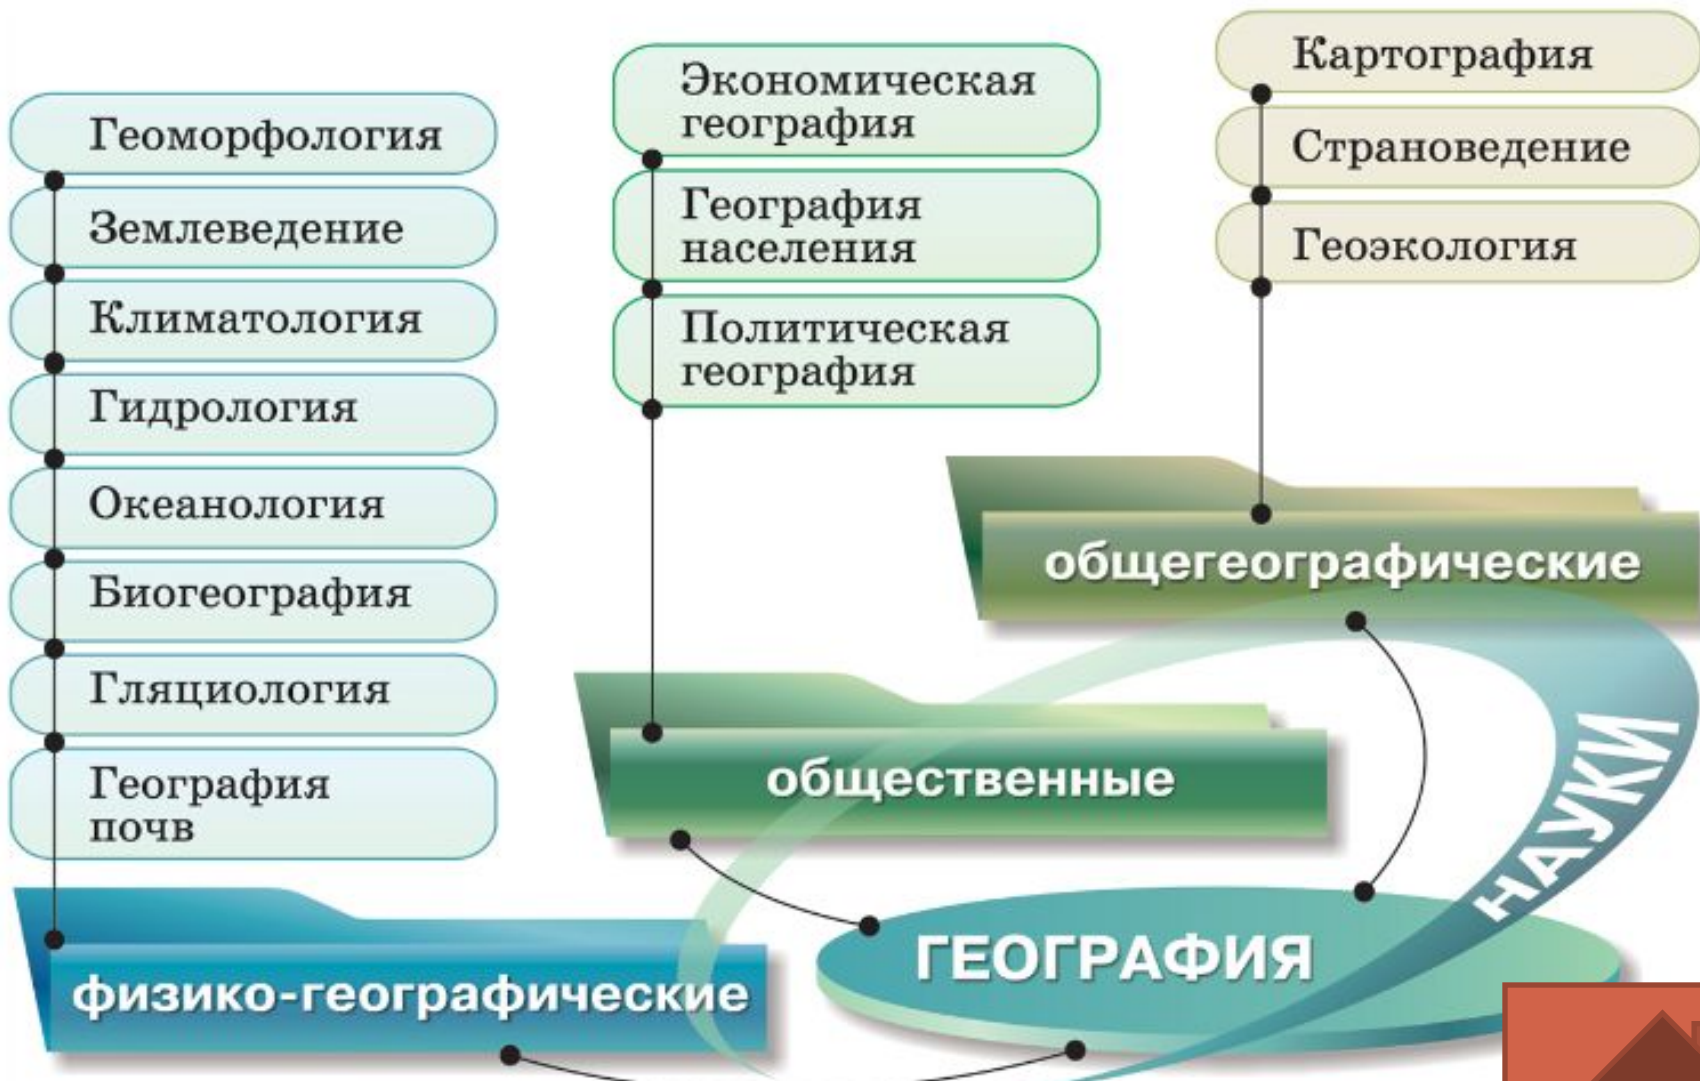 Геоморфология
Землеведение
Климатология
Гидрология
Океанология
Биогеография
Гляциология
География
почв
физико-географические
Экономическая
география
География
населения
Политическая
география
общественные
Картография
Страноведение
Геоэкология
общегеографические
НАУКИ
ГЕОГРАФИЯ